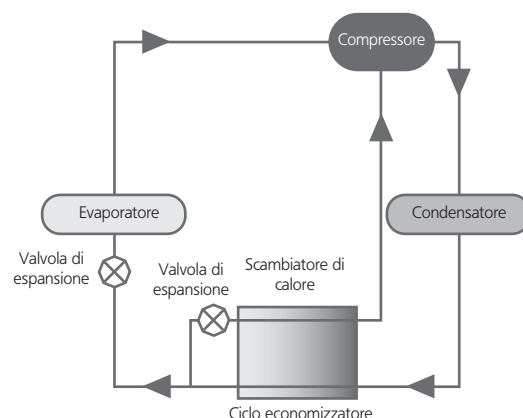 Compressore
Evaporatore
Condensatore
Valvola di
espansione
Valvola di
espansione
Scambiatore di
calore
Ciclo economizzatore